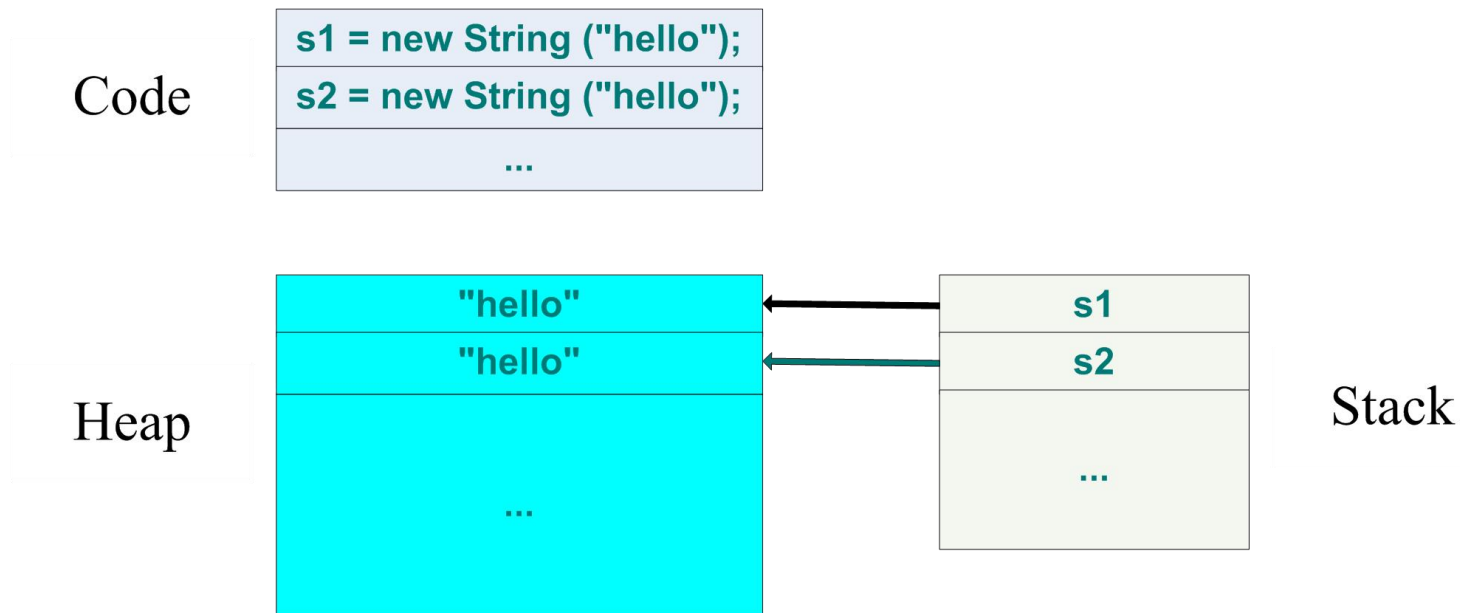 Code
s1 = new String ("hello");
s2 = new String ("hello");
...
Heap
"hello"
"hello"
...
s1
s2
...
Stack